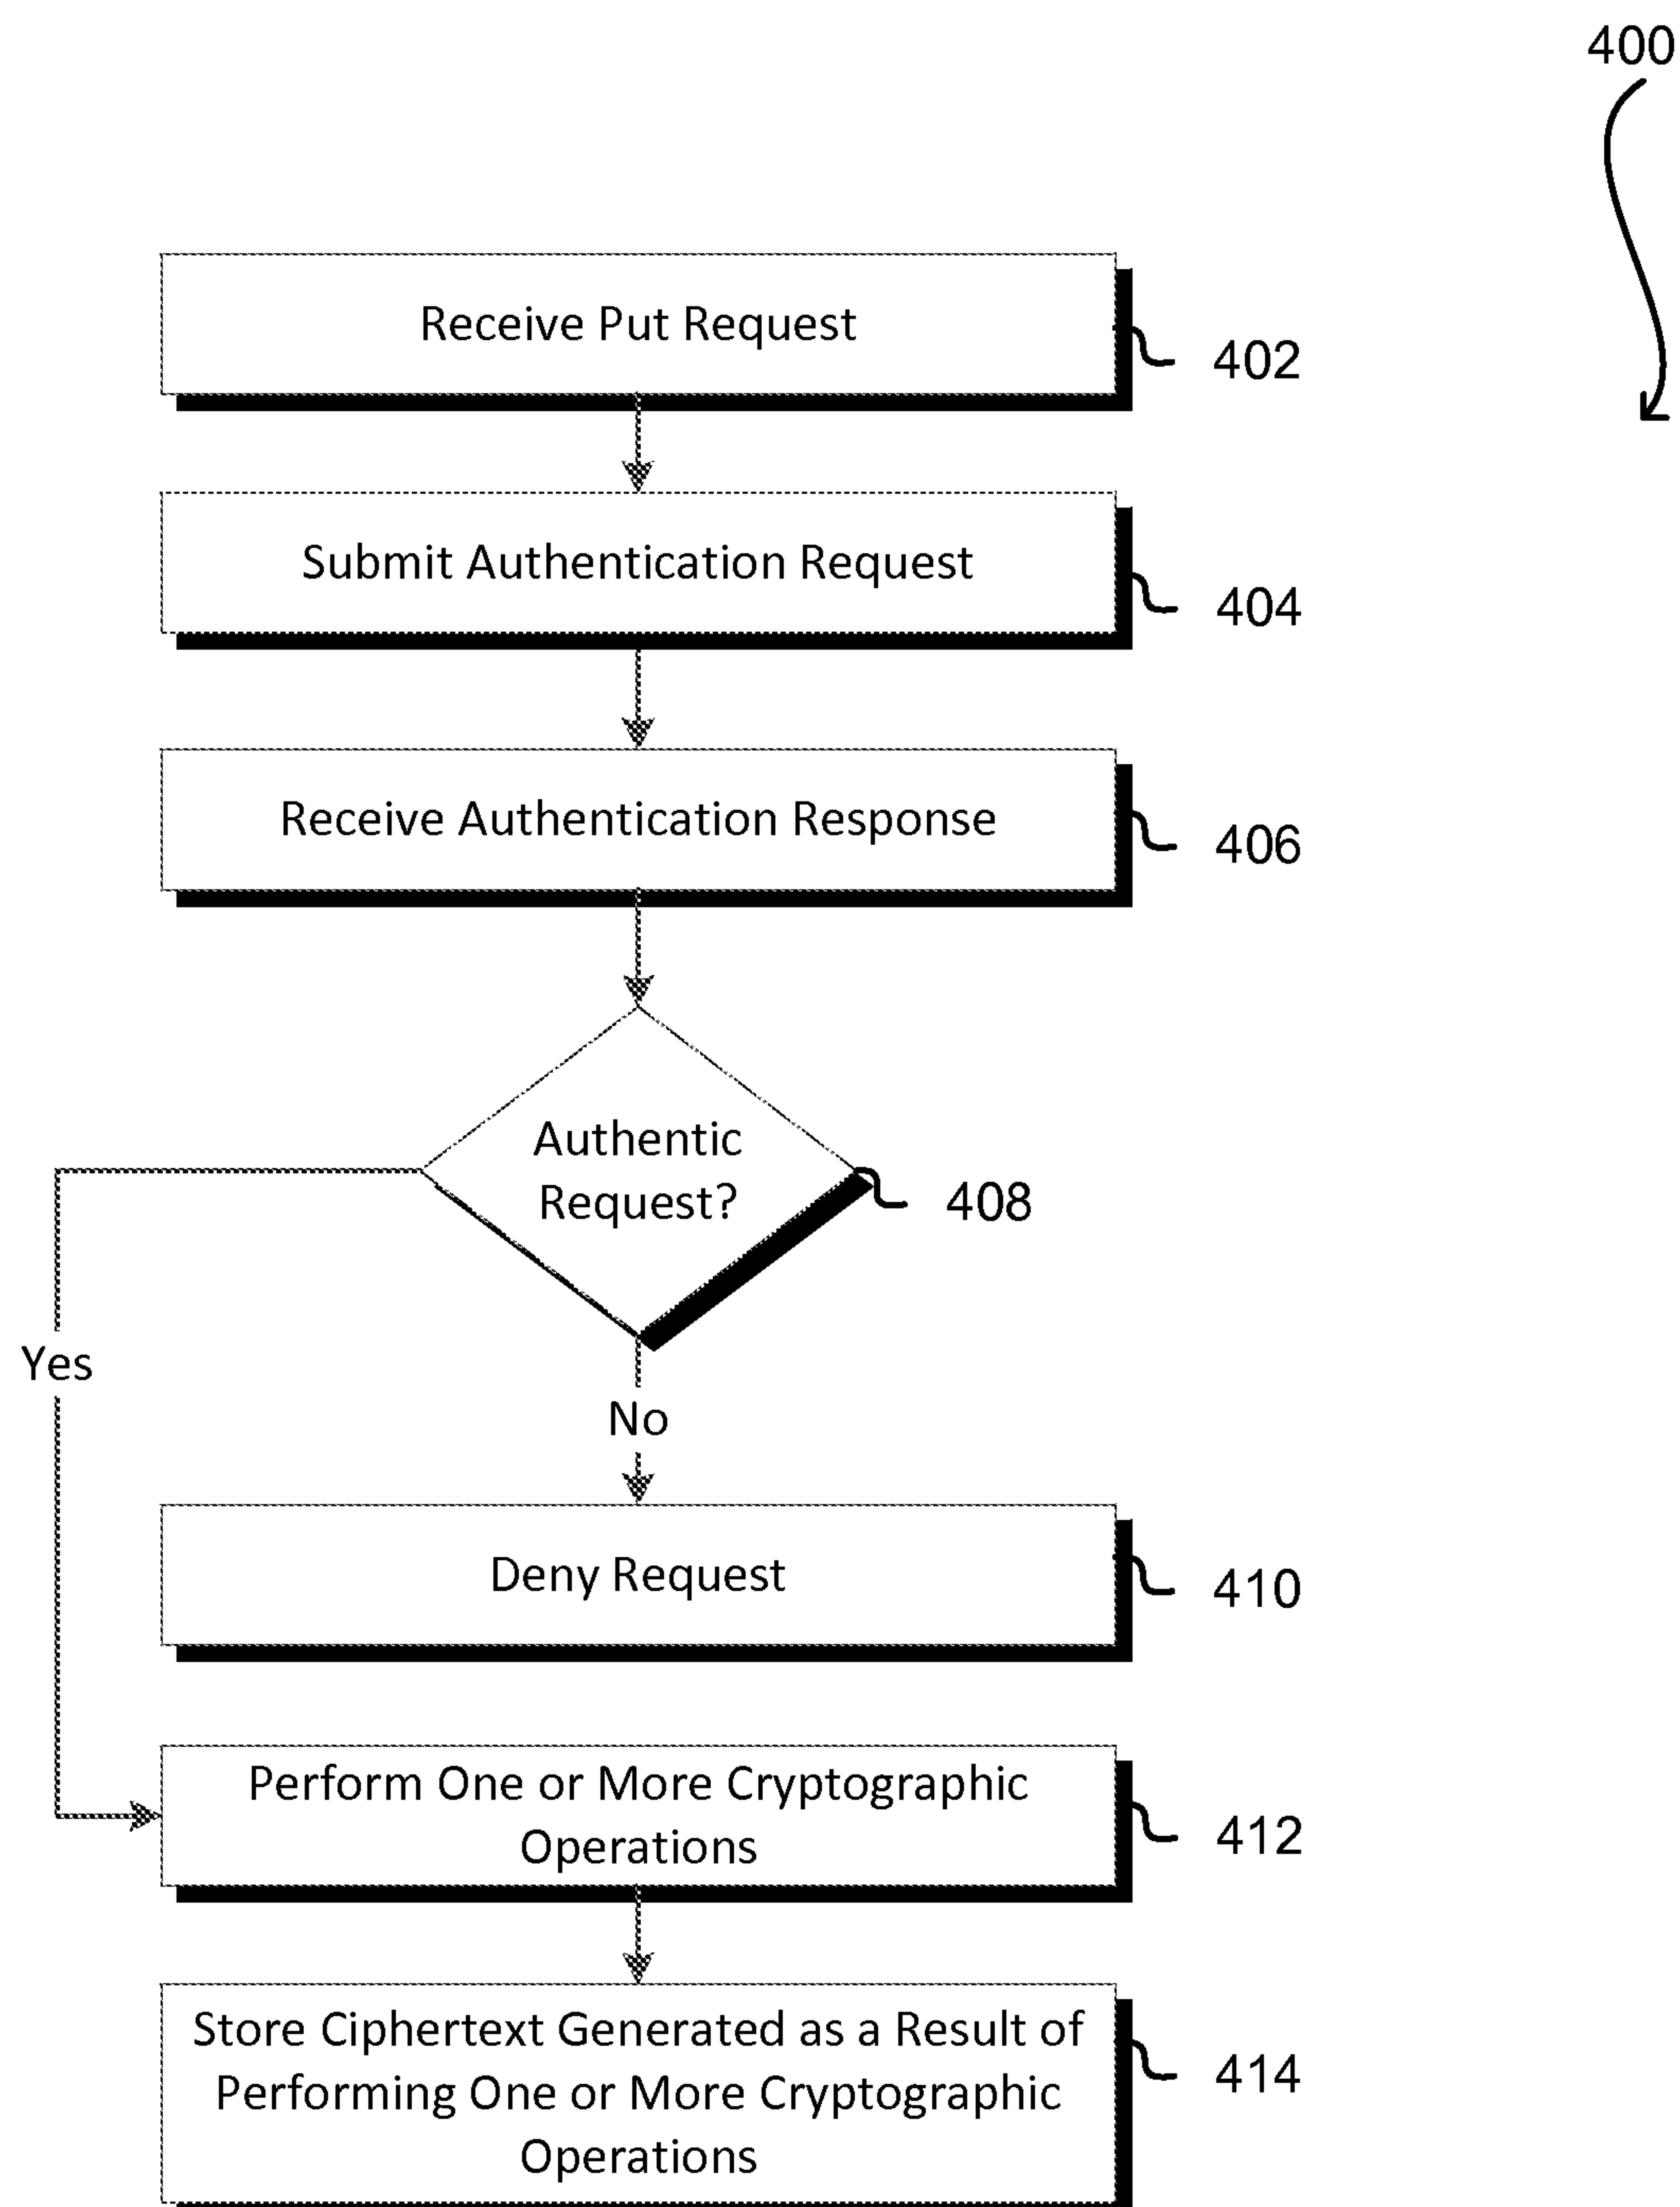 400
Receive Put Request
402
Submit Authentication Request
404
Receive Authentication Response
406
Authentic
Request?
408
Yes
No
Deny Request
410
Perform One or More Cryptographic
Operations
412
Store Ciphertext Generated as a Result of
Performing One or More Cryptographic
Operations
414